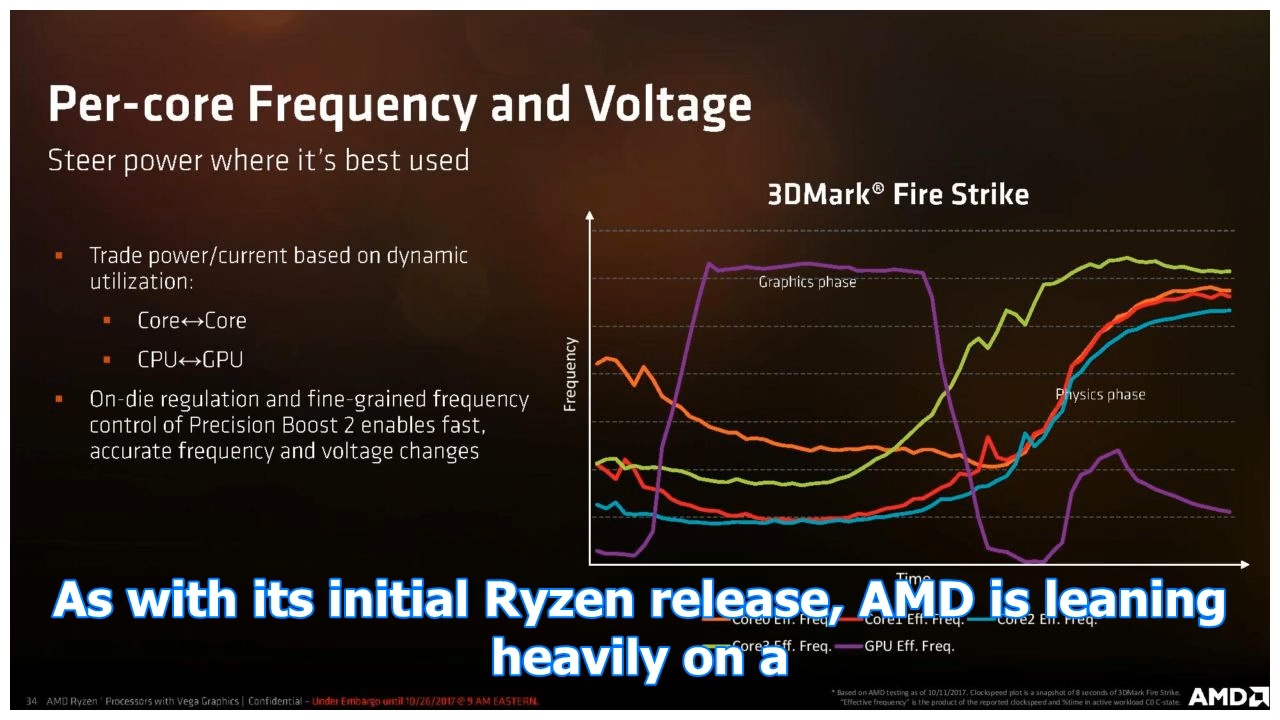 Per-core Frequency and Voltage
Steer power where it's best used
3DMark® Fire Strike
▪ Trade power/current based on dynamic
utilization:
▪ Core↔Core
▪ CPU↔GPU
▪ On-die regulation and fine-grained frequency
control of Precision Boost 2 enables fast,
accurate frequency and voltage changes
Frequency
Graphics phase
Physics phase
Time
Core0 Eff. Freq. Core1 Eff. Freq. Core2 Eff. Freq.
Core3 Eff. Freq. GPU Eff. Freq.
As with its initial Ryzen release, AMD is leaning
heavily on a
34 AMD Ryzen™ Processors with Vega Graphics | Confidential – Under Embargo until 10/26/2017 @ 9 AM EASTERN.
* Based on AMD testing as of 10/11/2017. Clockspeed plot is a snapshot of 8 seconds of 3DMark Fire Strike.
"Effective frequency" is the product of the reported clockspeed and %time in active workload C0 C-state.
AMD